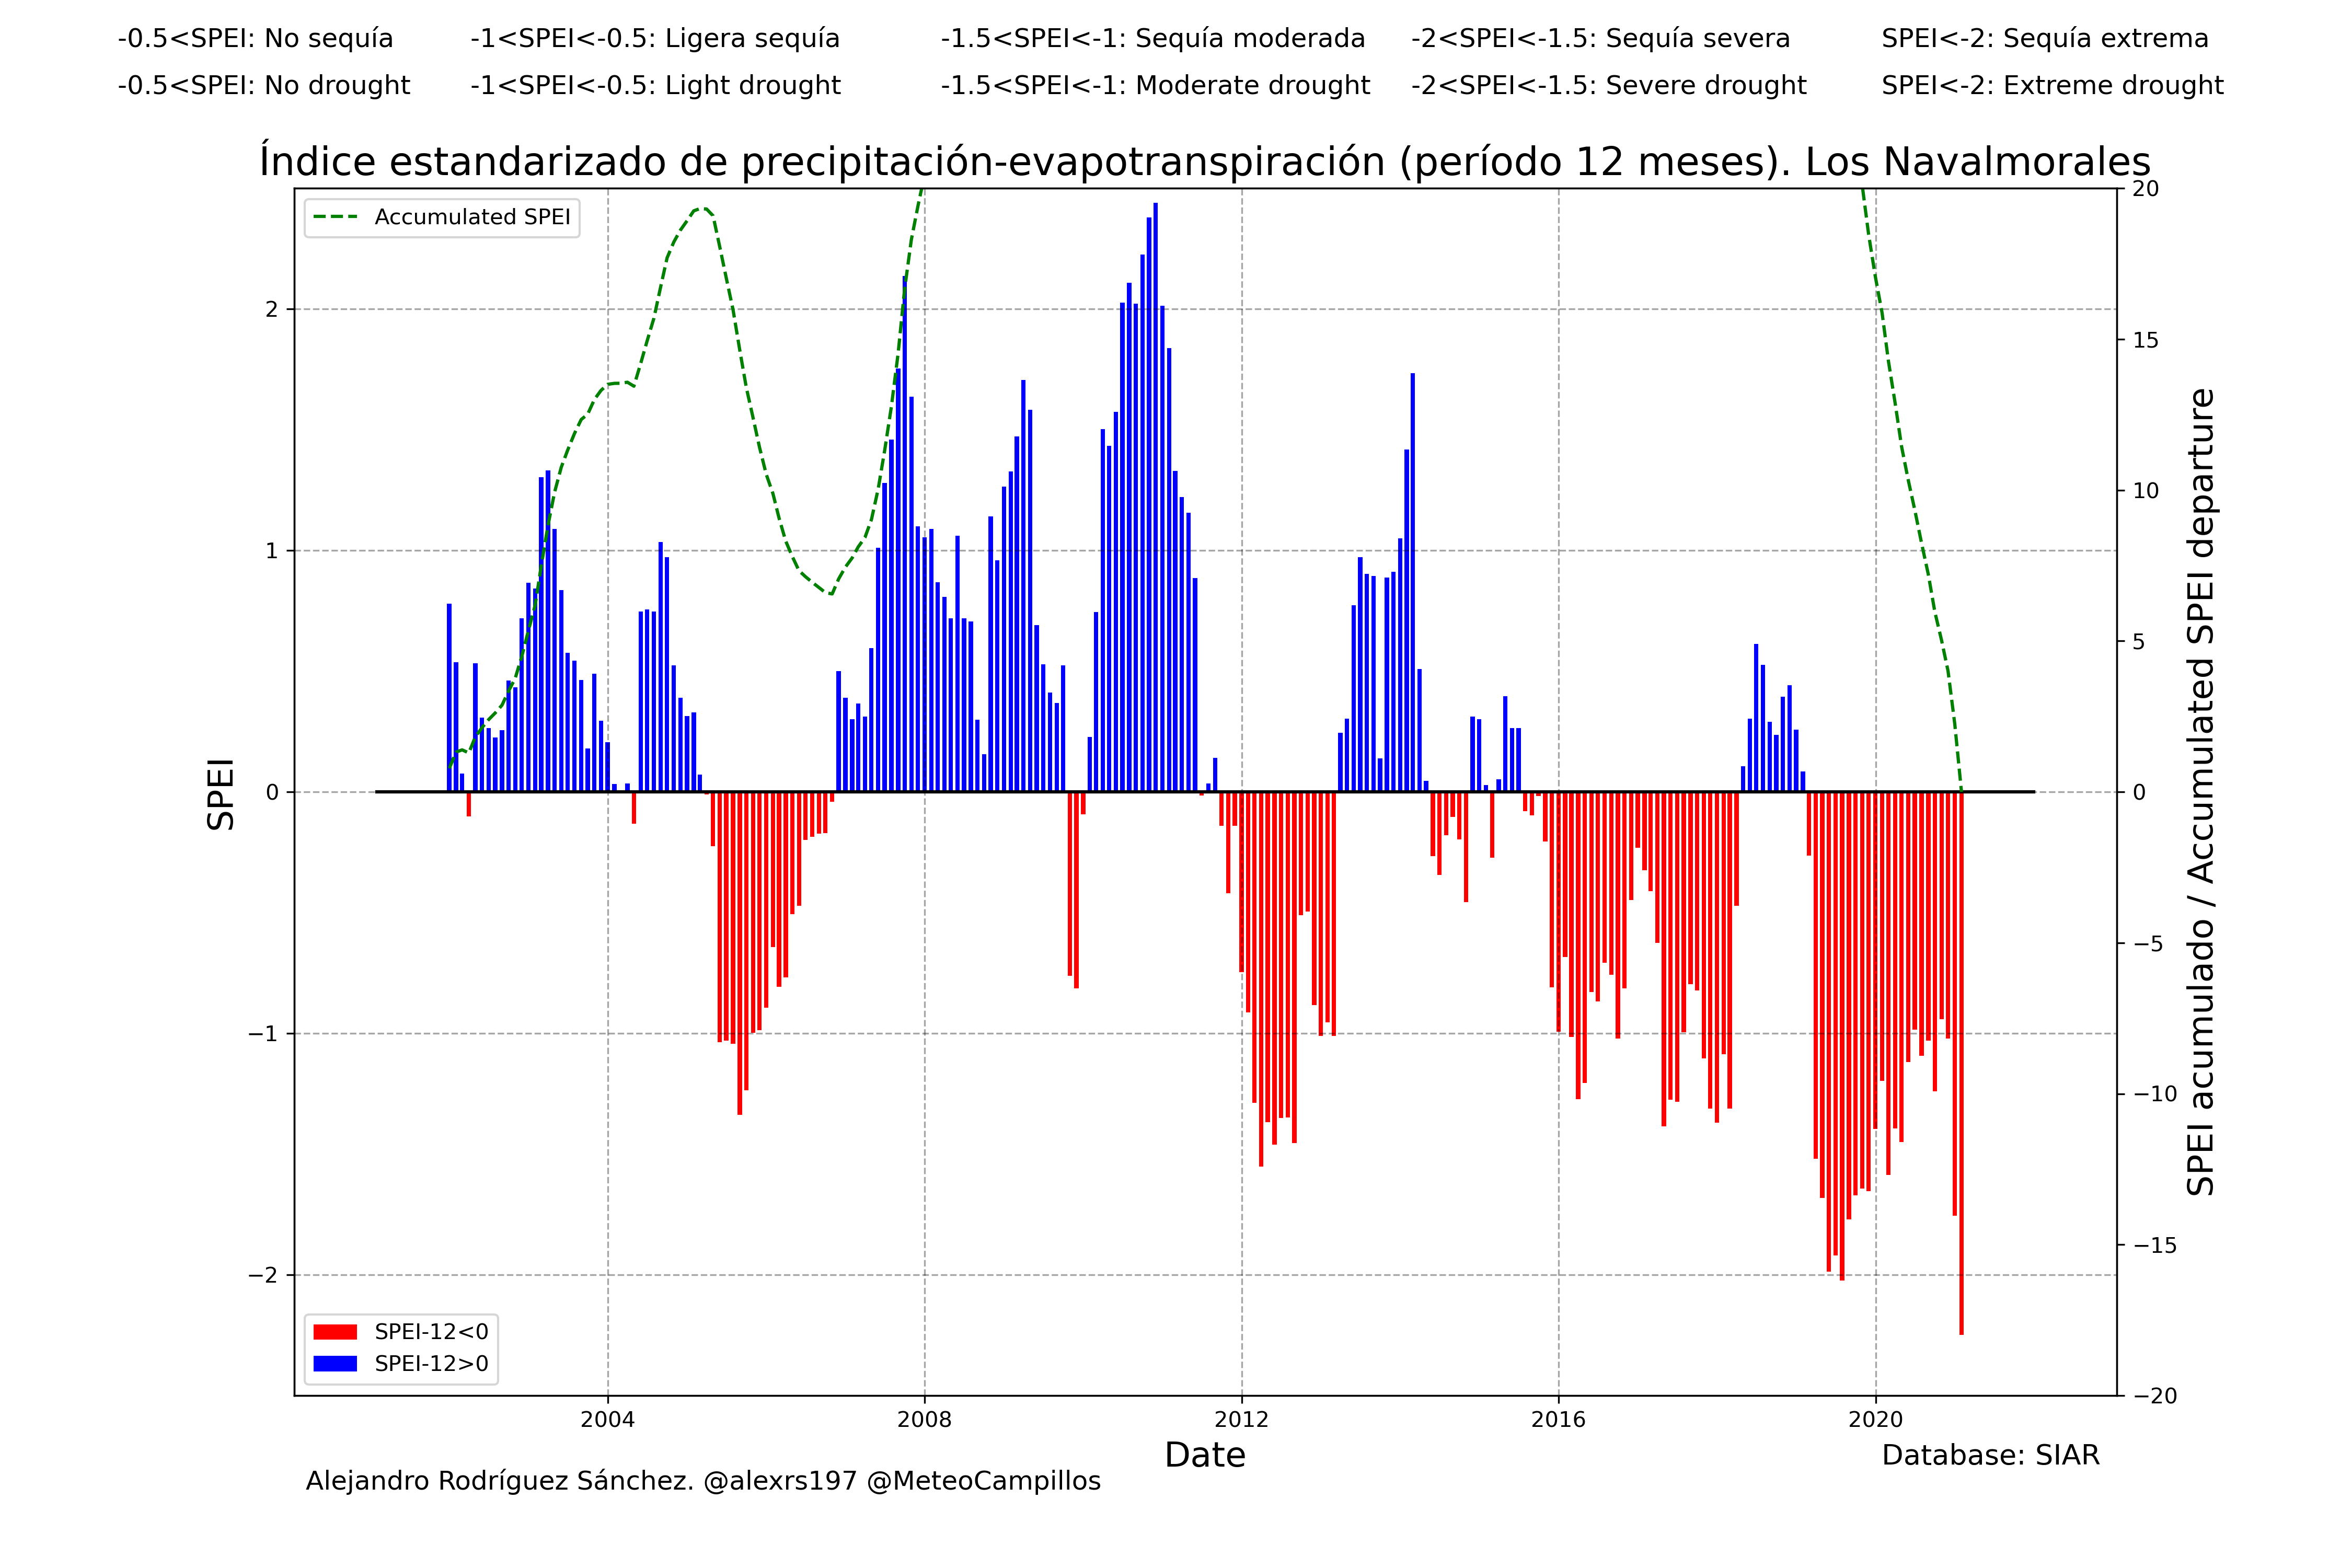 -0.5<SPEI: No sequía -1<SPEI<-0.5: Ligera sequía -1.5<SPEI<-1: Sequía moderada -2<SPEI<-1.5: Sequía severa SPEI<-2: Sequía extrema
-0.5<SPEI: No drought -1<SPEI<-0.5: Light drought -1.5<SPEI<-1: Moderate drought -2<SPEI<-1.5: Severe drought SPEI<-2: Extreme drought
Índice estandarizado de precipitación-evapotranspiración (período 12 meses). Los Navalmorales
Accumulated SPEI
2
1
0
−1
−2
SPEI
20
15
10
5
0
−5
−10
−15
−20
SPEI acumulado / Accumulated SPEI departure
SPEI-12<0
SPEI-12>0
2004 2008 2012 2016 2020
Date
Database: SIAR
Alejandro Rodríguez Sánchez. @alexrs197 @MeteoCampillos